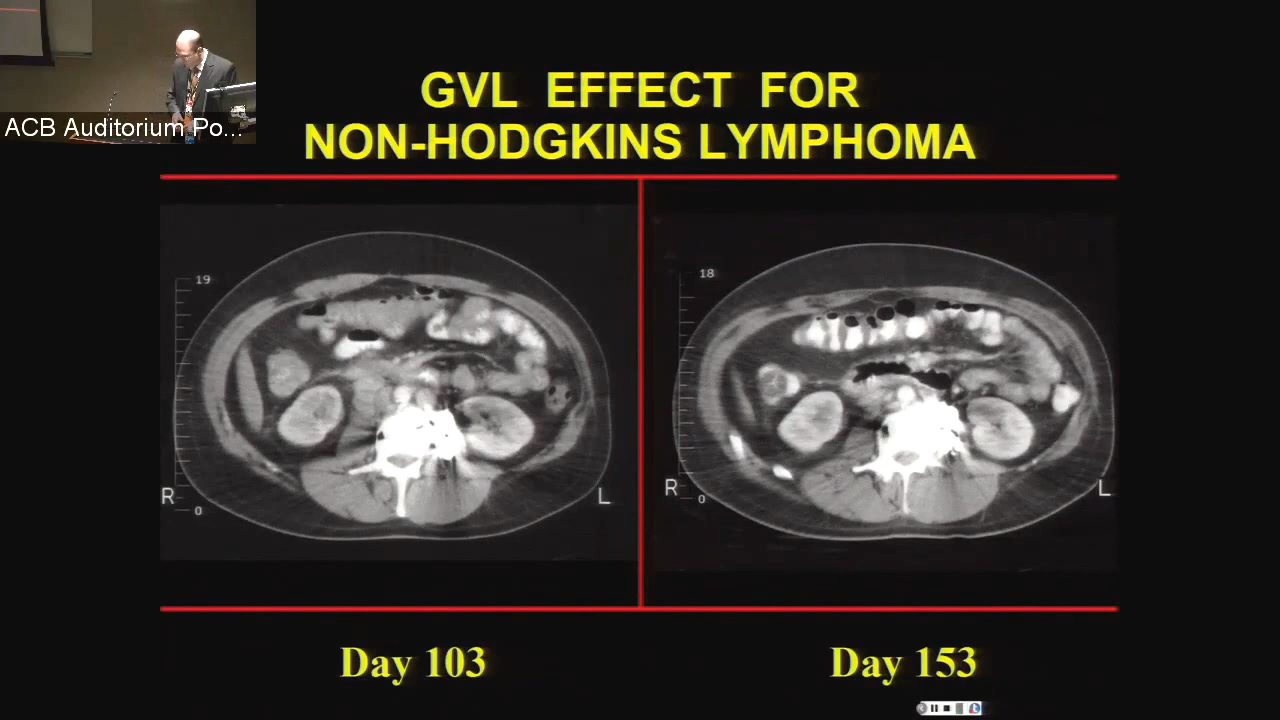 ACB Auditorium Po...
GVL EFFECT FOR
NON-HODGKINS LYMPHOMA
19
R
0
L
18
R
0
L
Day 103
Day 153